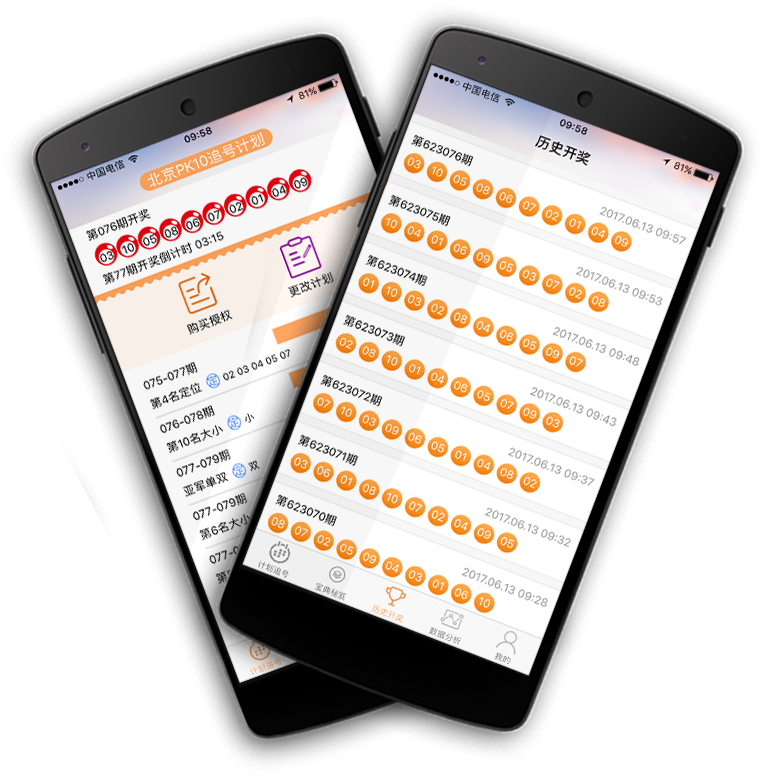 中国电信
09:58
81%
北京PK10追号计划
第076期开奖
03 10 05 08 06 07 02 01 04 09
第77期开奖倒计时 03:15
购买授权
更改计划
075-077期
第4名定位 定 02 03 04 05 07
076-078期
第10名大小 定 小
077-079期
亚军单双 定 双
077-079期
第6名大小
077-0
计划追号
中国电信
09:58
81%
历史开奖
第623076期
2017.06.13 09:57
03 10 05 08 06 07 02 01 04 09
第623075期
2017.06.13 09:53
10 04 01 06 09 05 03 07 02 08
第623074期
2017.06.13 09:48
01 10 03 02 08 04 06 05 09 07
第623073期
2017.06.13 09:43
02 08 10 01 04 06 05 07 09 03
第623072期
2017.06.13 09:37
07 10 03 09 06 05 01 04 08 02
第623071期
2017.06.13 09:32
03 06 01 08 10 07 02 04 09 05
第623070期
2017.06.13 09:28
08 07 02 05 09 04 03 01 06 10
计划追号
宝典秘笈
历史开奖
数据分析
我的